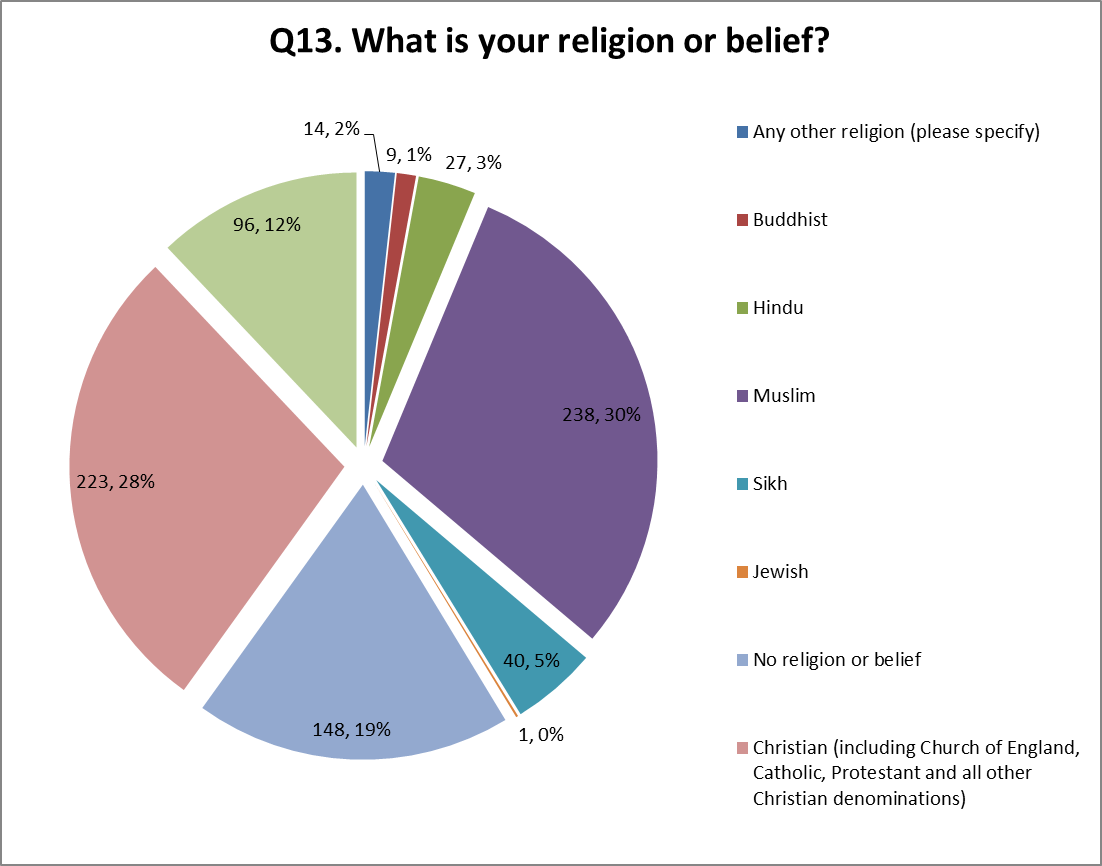 Q13. What is your religion or belief?
14, 2%
9, 1%
27, 3%
96, 12%
238, 30%
223, 28%
40, 5%
148, 19%
1, 0%
Any other religion (please specify)
Buddhist
Hindu
Muslim
Sikh
Jewish
No religion or belief
Christian (including Church of England,
Catholic, Protestant and all other
Christian denominations)